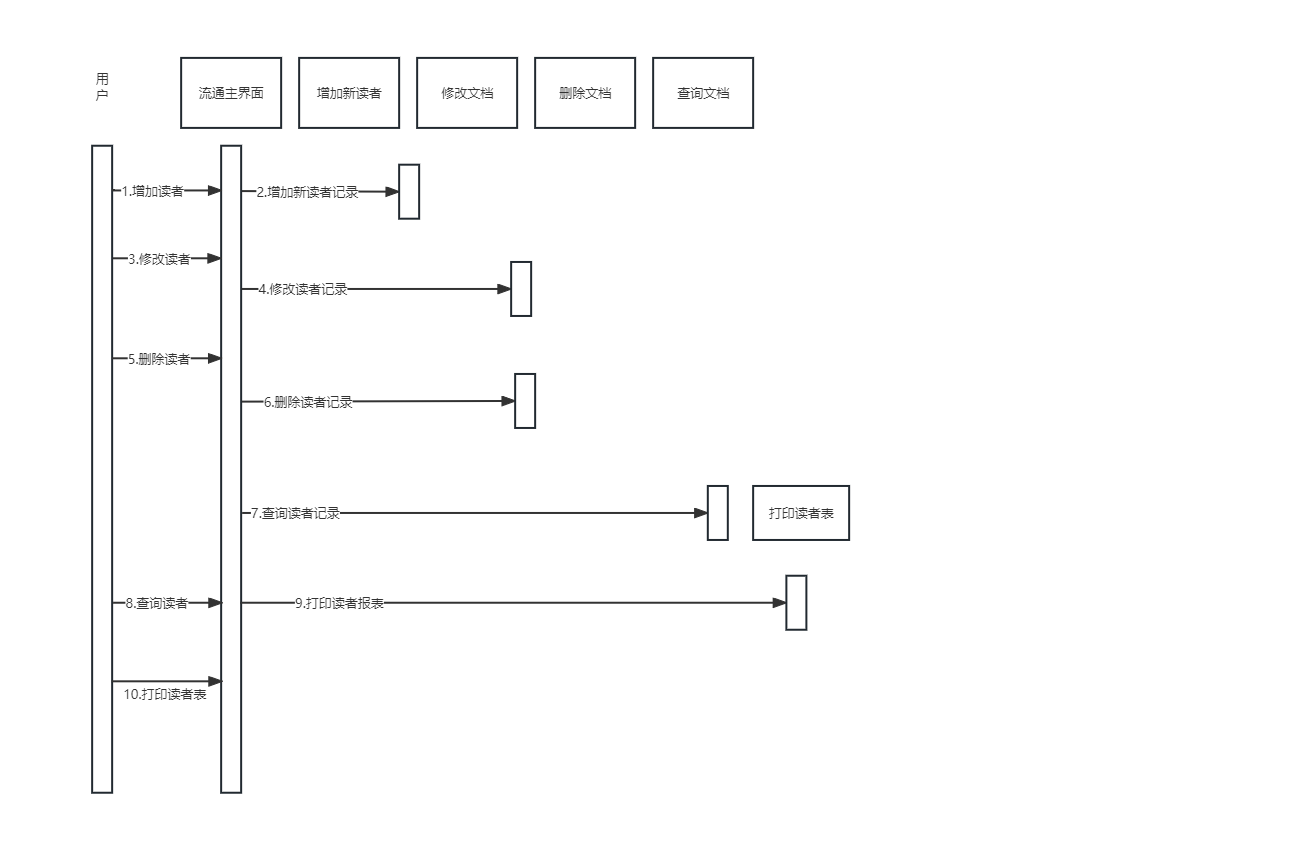 用
户
流通主界面
增加新读者
修改文档
删除文档
查询文档
1.增加读者
2.增加新读者记录
3.修改读者
4.修改读者记录
5.删除读者
6.删除读者记录
7.查询读者记录
打印读者表
8.查询读者
9.打印读者报表
10.打印读者表